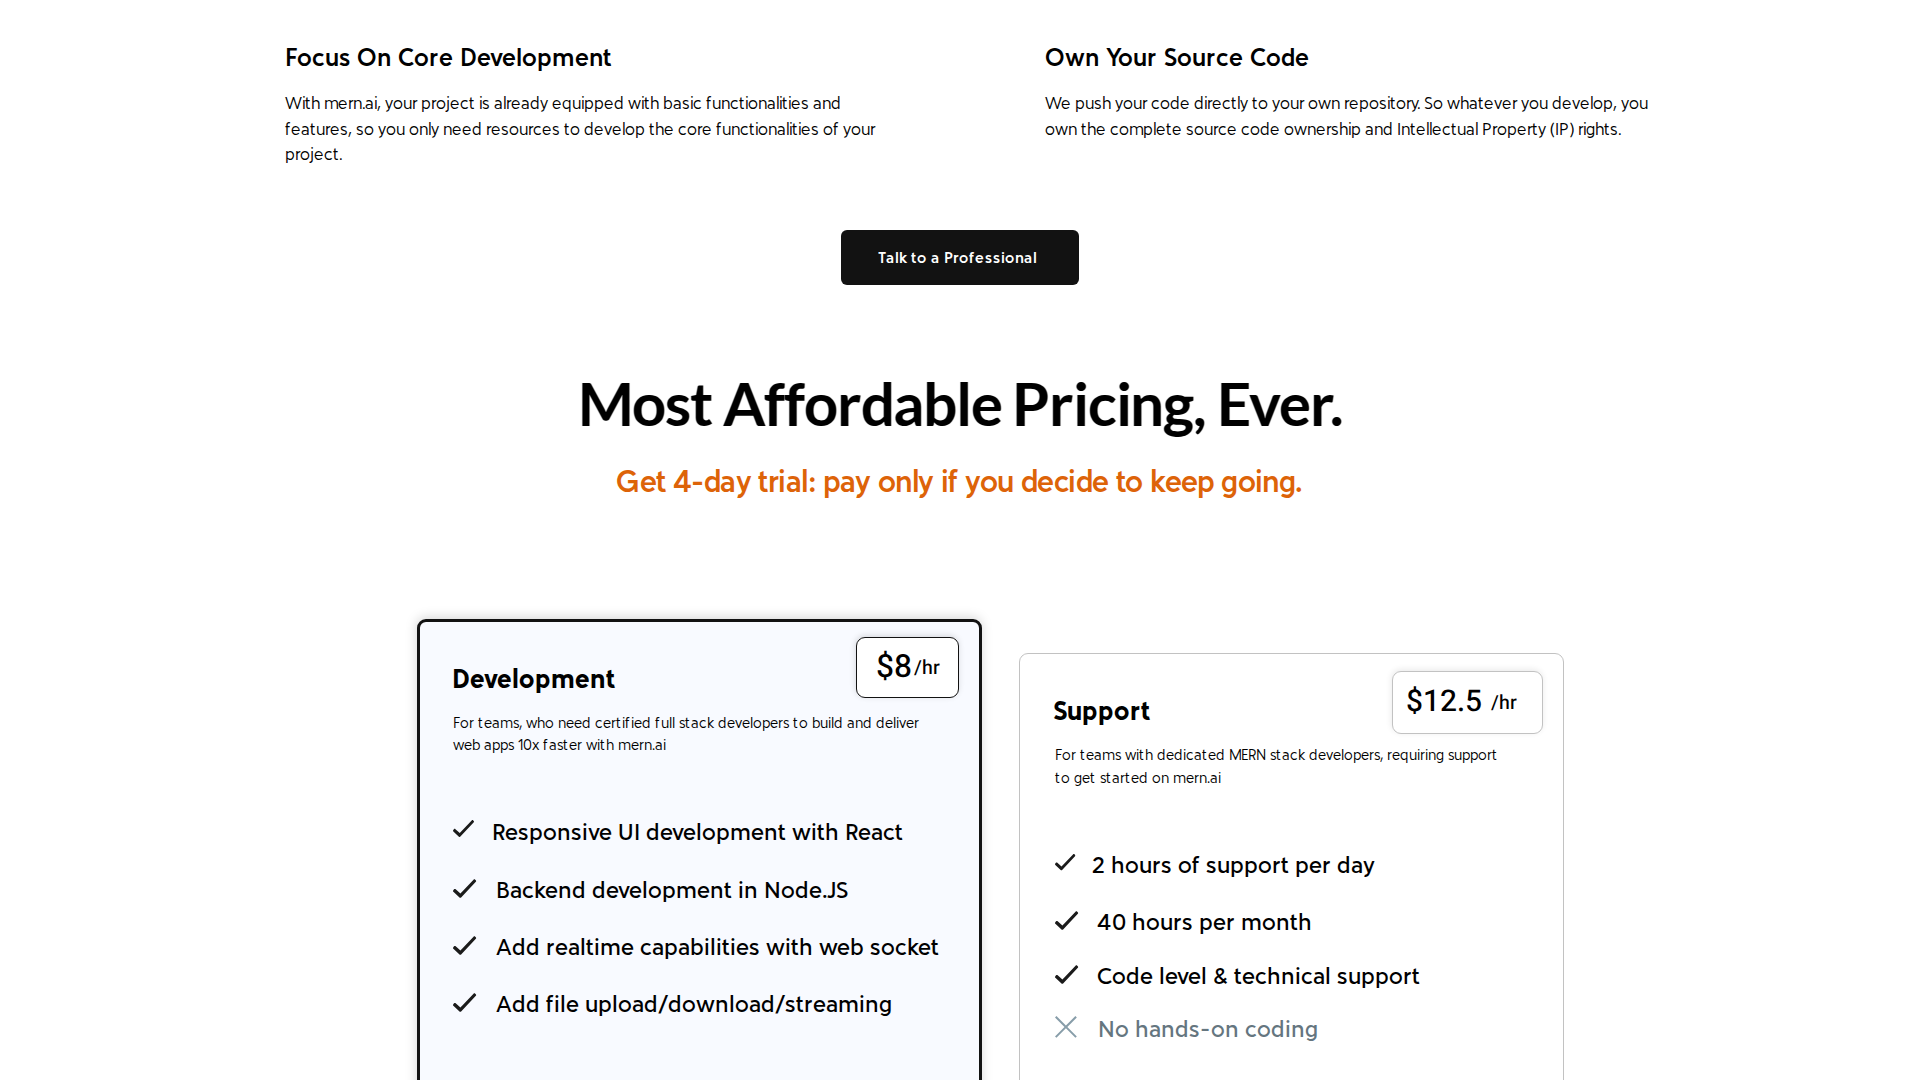 Focus On Core Development
With mern.ai, your project is already equipped with basic functionalities and
features, so you only need resources to develop the core functionalities of your
project.
Own Your Source Code
We push your code directly to your own repository. So whatever you develop, you
own the complete source code ownership and Intellectual Property (IP) rights.
Talk to a Professional
Most Affordable Pricing, Ever.
Get 4-day trial: pay only if you decide to keep going.
Development
$8/hr
For teams, who need certified full stack developers to build and deliver
web apps 10x faster with mern.ai
Responsive UI development with React
Backend development in Node.JS
Add realtime capabilities with web socket
Add file upload/download/streaming
Support
$12.5 /hr
For teams with dedicated MERN stack developers, requiring support
to get started on mern.ai
2 hours of support per day
40 hours per month
Code level & technical support
No hands-on coding